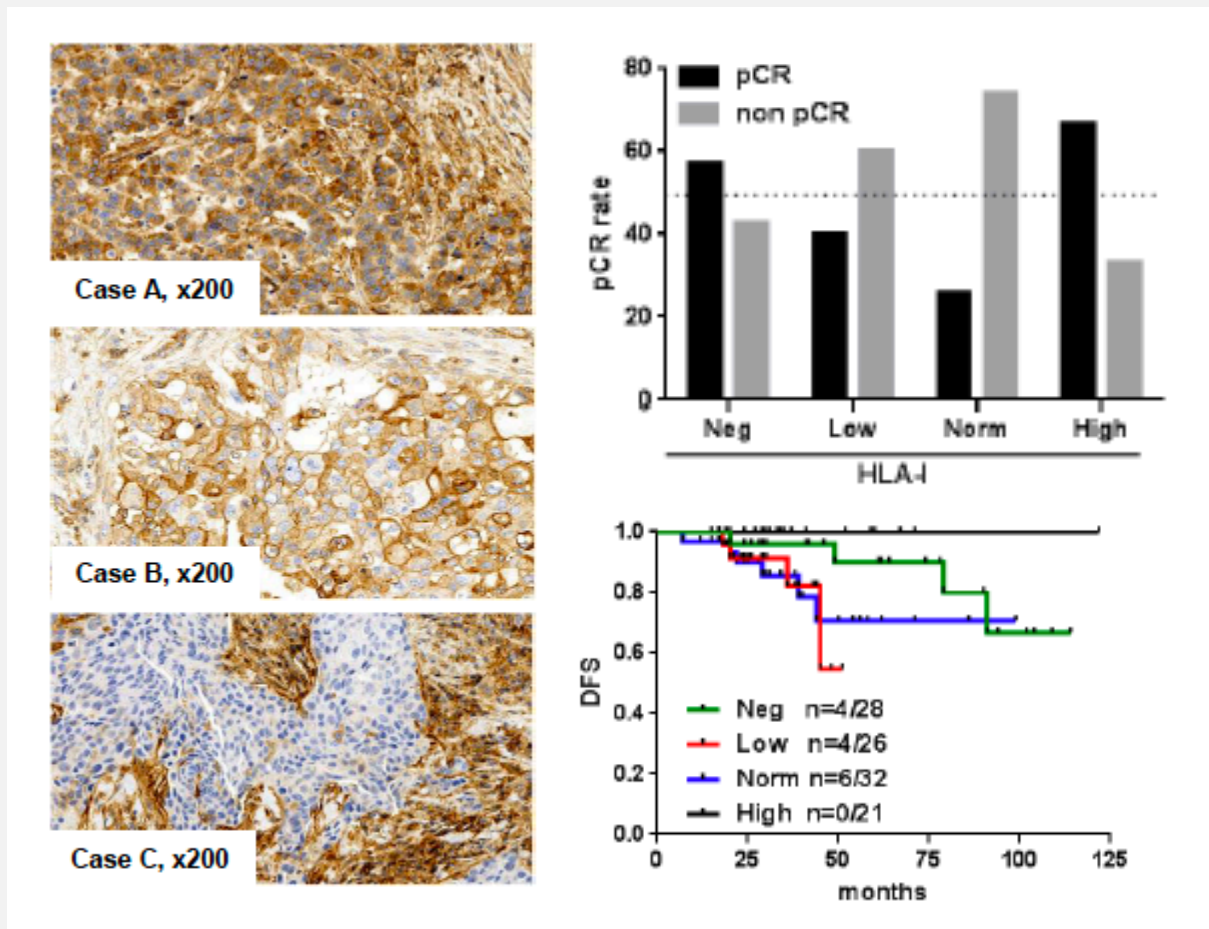 Case A, x200
Case B, x200
Case C, x200
80
60
40
20
0
pCR rate
pCR
non pCR
Neg Low Norm High
HLA-I
1.0
0.8
0.6
0.4
0.2
0.0
DFS
Neg n=4/28
Low n=4/26
Norm n=6/32
High n=0/21
0 25 50 75 100 125
months